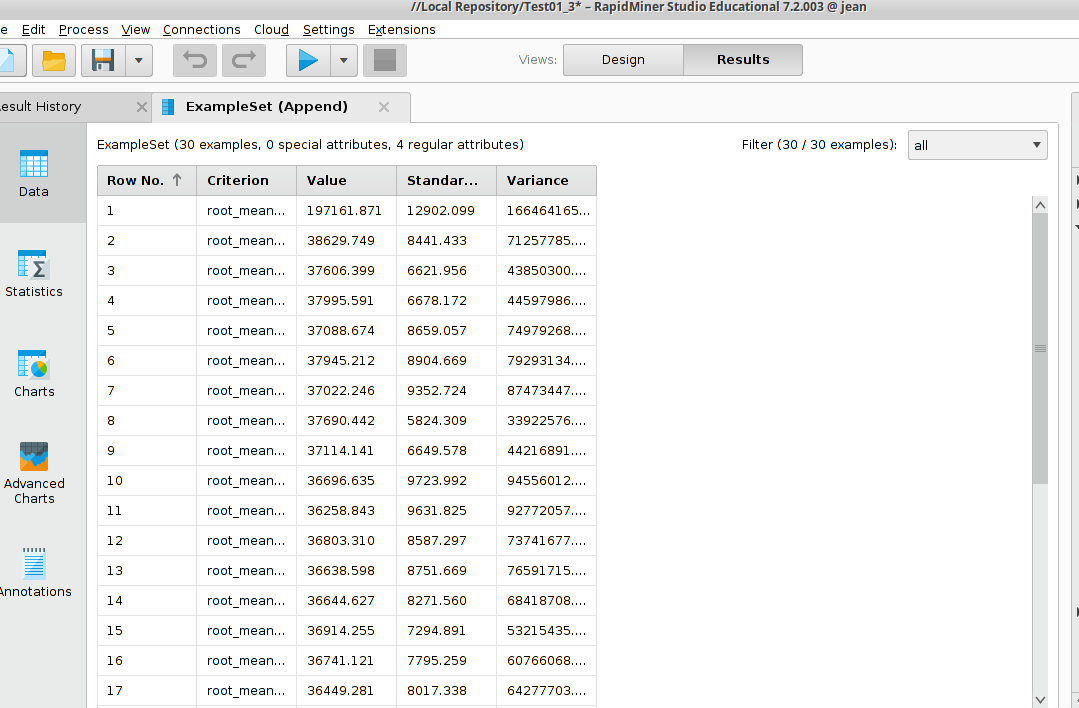 //Local Repository/Test01_3* – RapidMiner Studio Educational 7.2.003 @ jean
e Edit Process View Connections Cloud Settings Extensions
Views: Design Results
esult History ExampleSet (Append)
ExampleSet (30 examples, 0 special attributes, 4 regular attributes) Filter (30 / 30 examples): all
Data
Statistics
Charts
Advanced
Charts
nnotations
Row No. Criterion Value Standar... Variance
1 root_mean... 197161.871 12902.099 166464165...
2 root_mean... 38629.749 8441.433 71257785....
3 root_mean... 37606.399 6621.956 43850300....
4 root_mean... 37995.591 6678.172 44597986....
5 root_mean... 37088.674 8659.057 74979268....
6 root_mean... 37945.212 8904.669 79293134....
7 root_mean... 37022.246 9352.724 87473447....
8 root_mean... 37690.442 5824.309 33922576....
9 root_mean... 37114.141 6649.578 44216891....
10 root_mean... 36696.635 9723.992 94556012....
11 root_mean... 36258.843 9631.825 92772057....
12 root_mean... 36803.310 8587.297 73741677....
13 root_mean... 36638.598 8751.669 76591715....
14 root_mean... 36644.627 8271.560 68418708....
15 root_mean... 36914.255 7294.891 53215435....
16 root_mean... 36741.121 7795.259 60766068....
17 root_mean... 36449.281 8017.338 64277703....